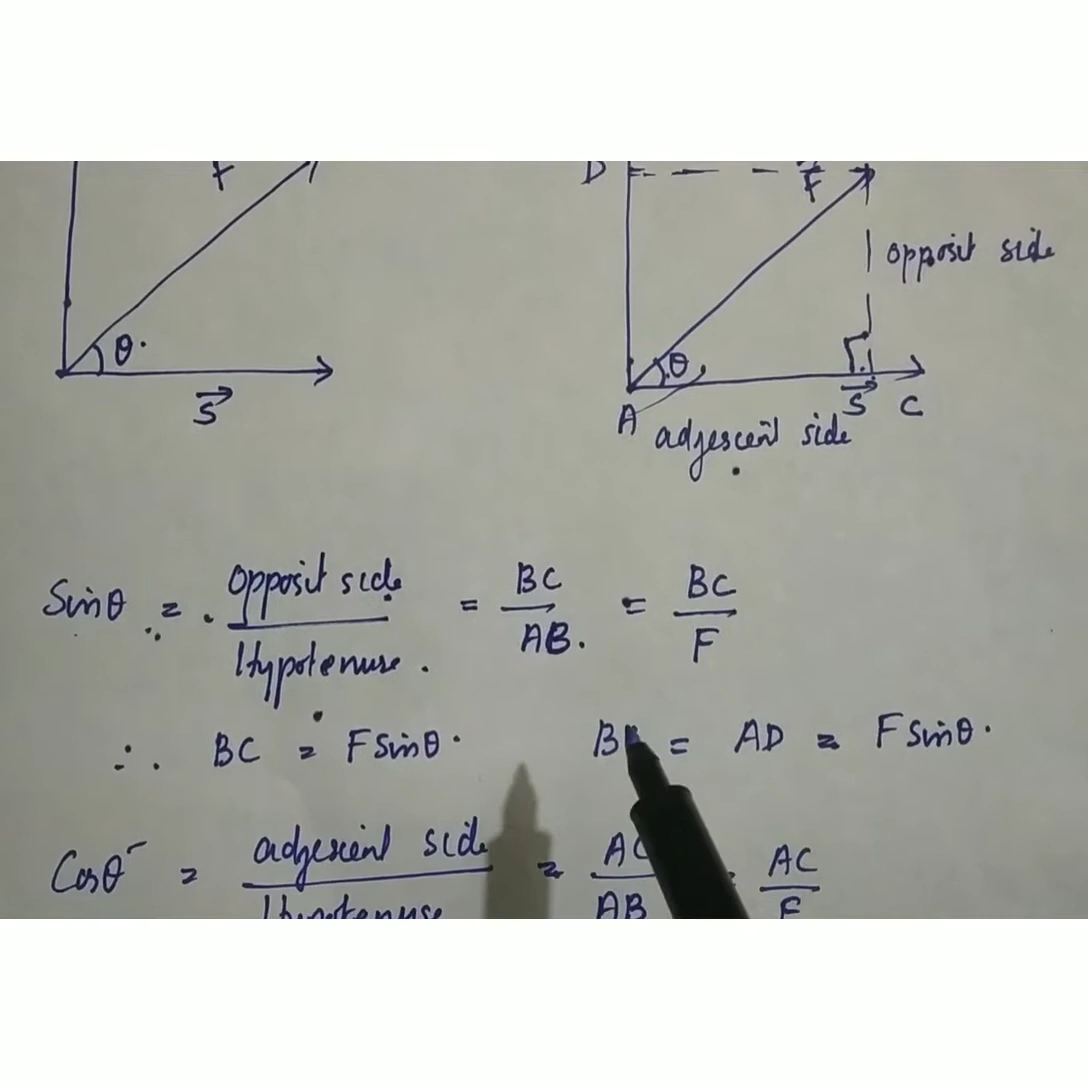 F
D F
opposit side
θ.
θ
S
A S C
adjescent side
Sinθ = opposit side / Hypotenuse. = BC / AB. = BC / F
∴ BC = F sinθ. = AD = F sinθ.
Cosθ = adjescent side / Hypotenuse = AC / AB = AC / F